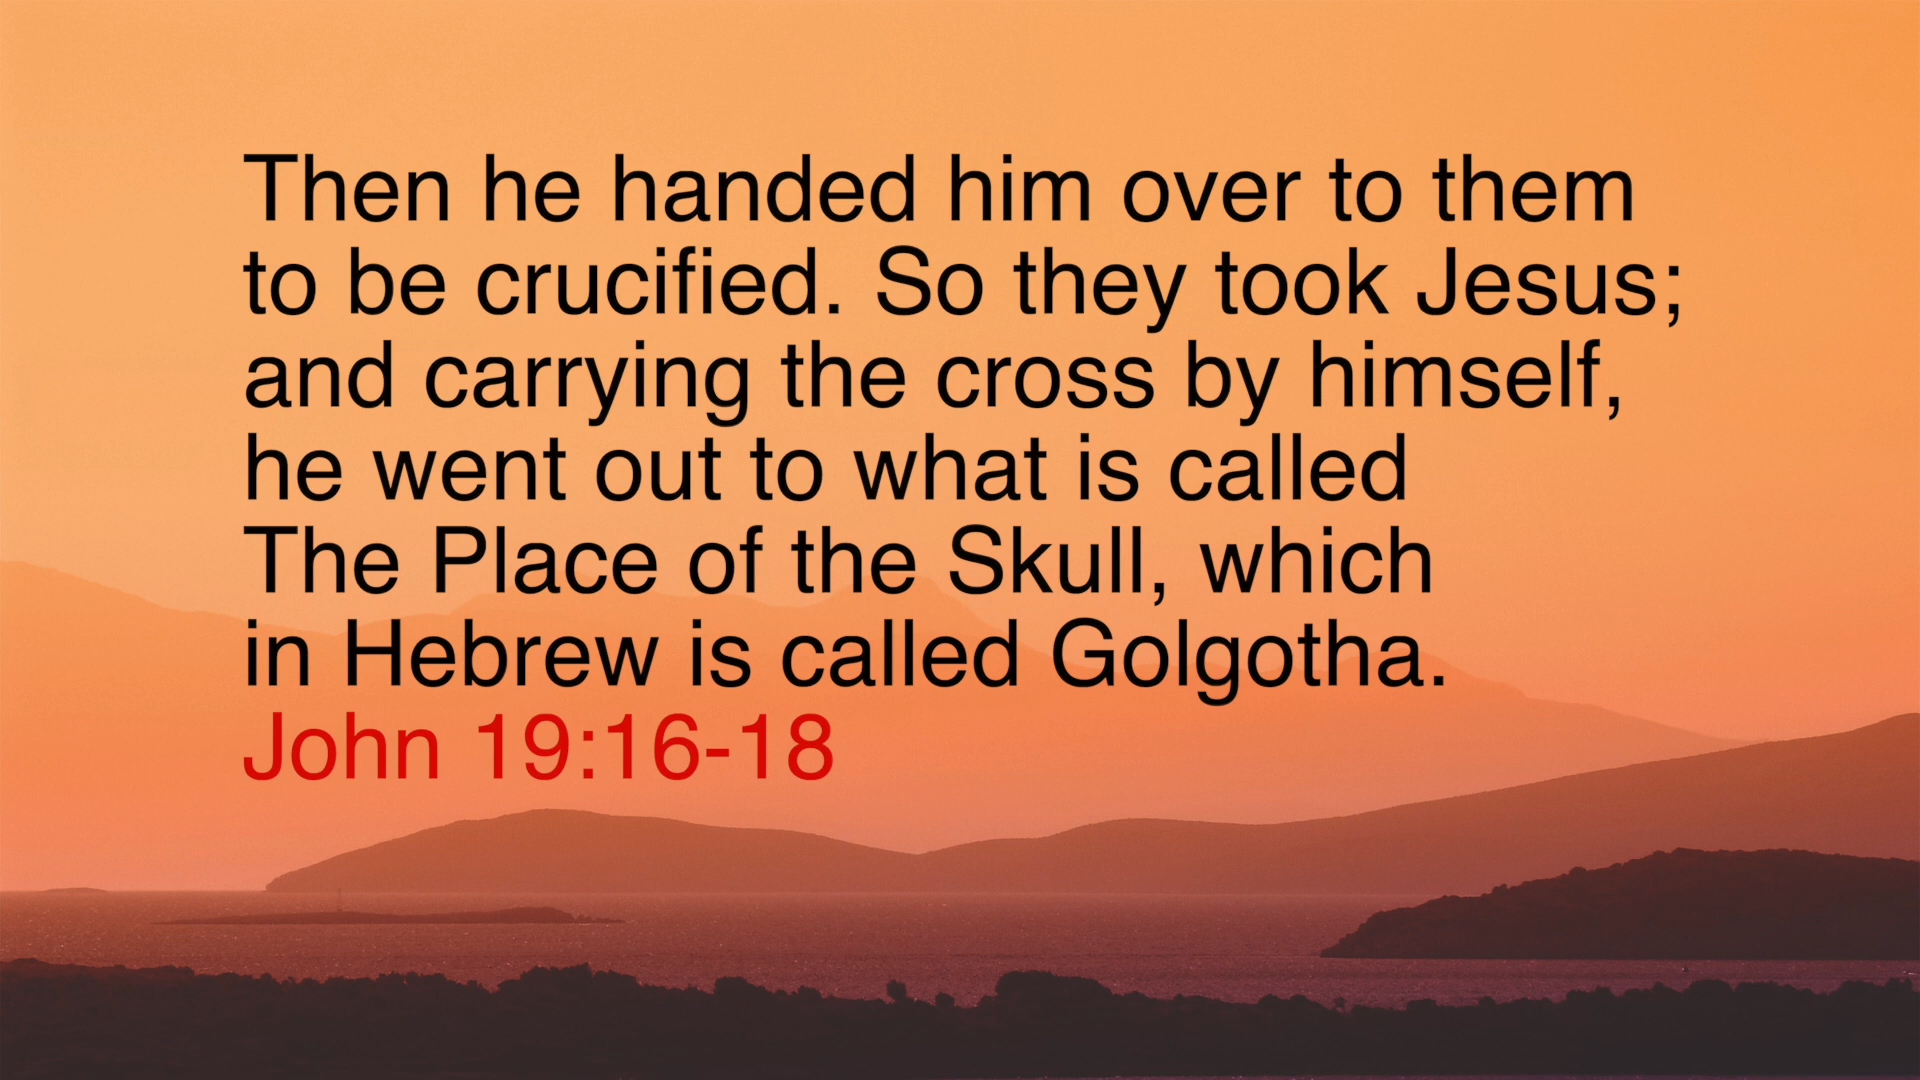 Then he handed him over to them
to be crucified. So they took Jesus;
and carrying the cross by himself,
he went out to what is called
The Place of the Skull, which
in Hebrew is called Golgotha.
John 19:16-18